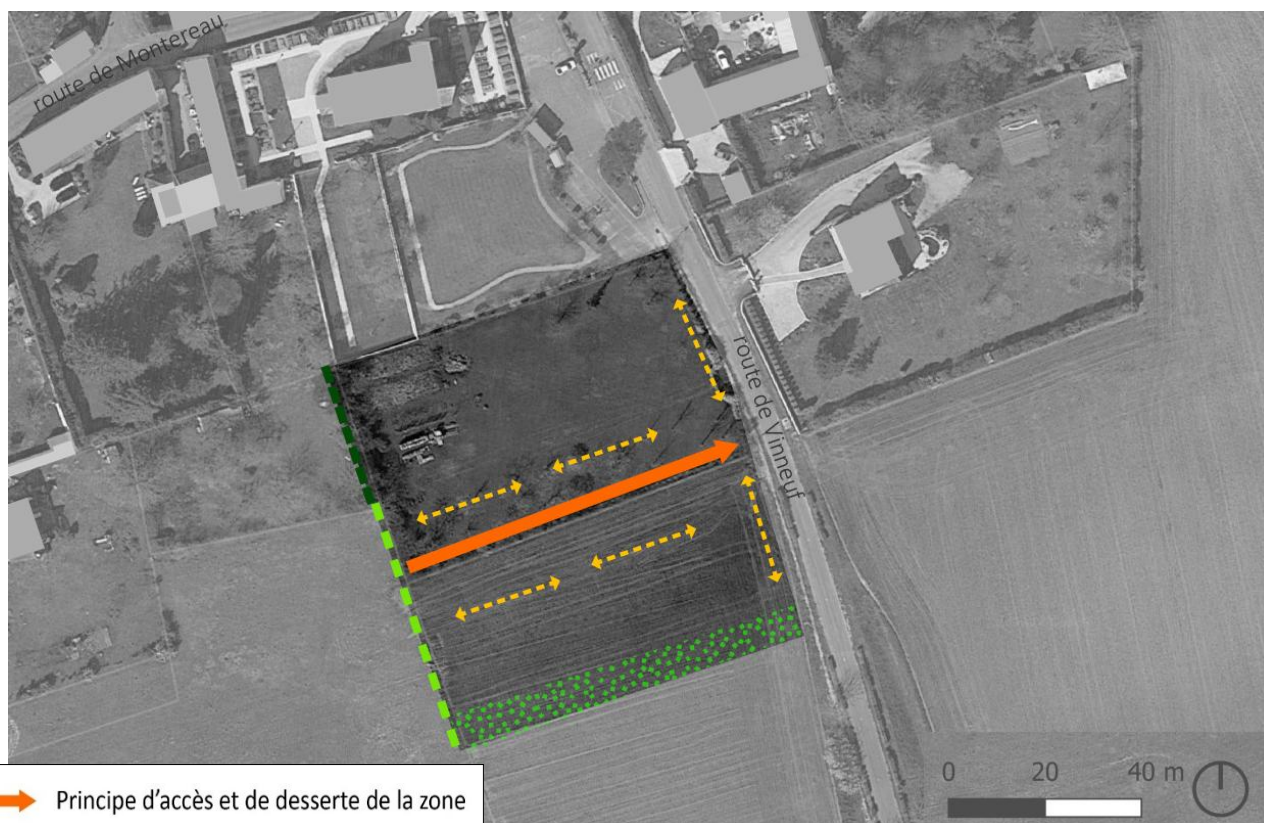 route de Montereau
route de Vinneuf
0 20 40 m
Principe d'accès et de desserte de la zone